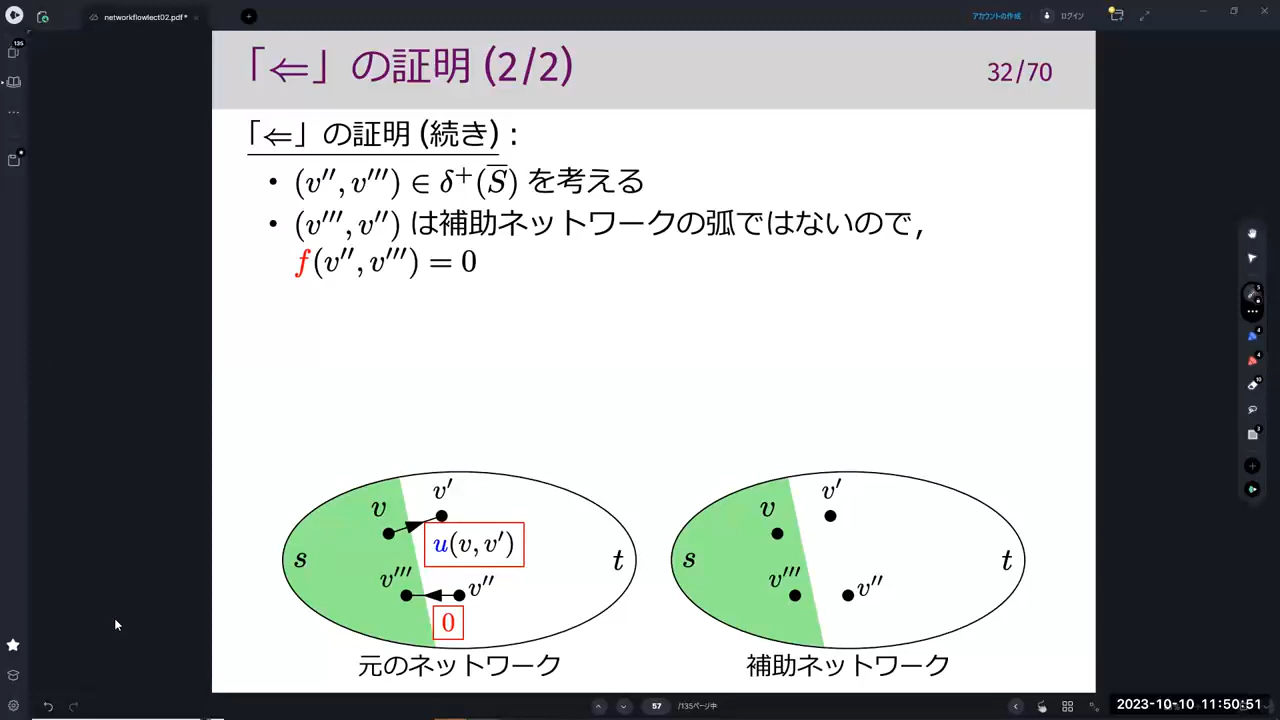 networkflowlect02.pdf*
アカウントの作成
ログイン
135
「⇐」の証明 (2/2)
32/70
「⇐」の証明 (続き) :
• (v″, v‴) ∈ δ⁺(S̅) を考える
• (v‴, v″) は補助ネットワークの弧ではないので,
f(v″, v‴) = 0
v′
v
u(v, v′)
s
t
v‴
v″
0
元のネットワーク
v′
v
s
t
v‴
v″
補助ネットワーク
57
/135ページ中
2023-10-10 11:50:51